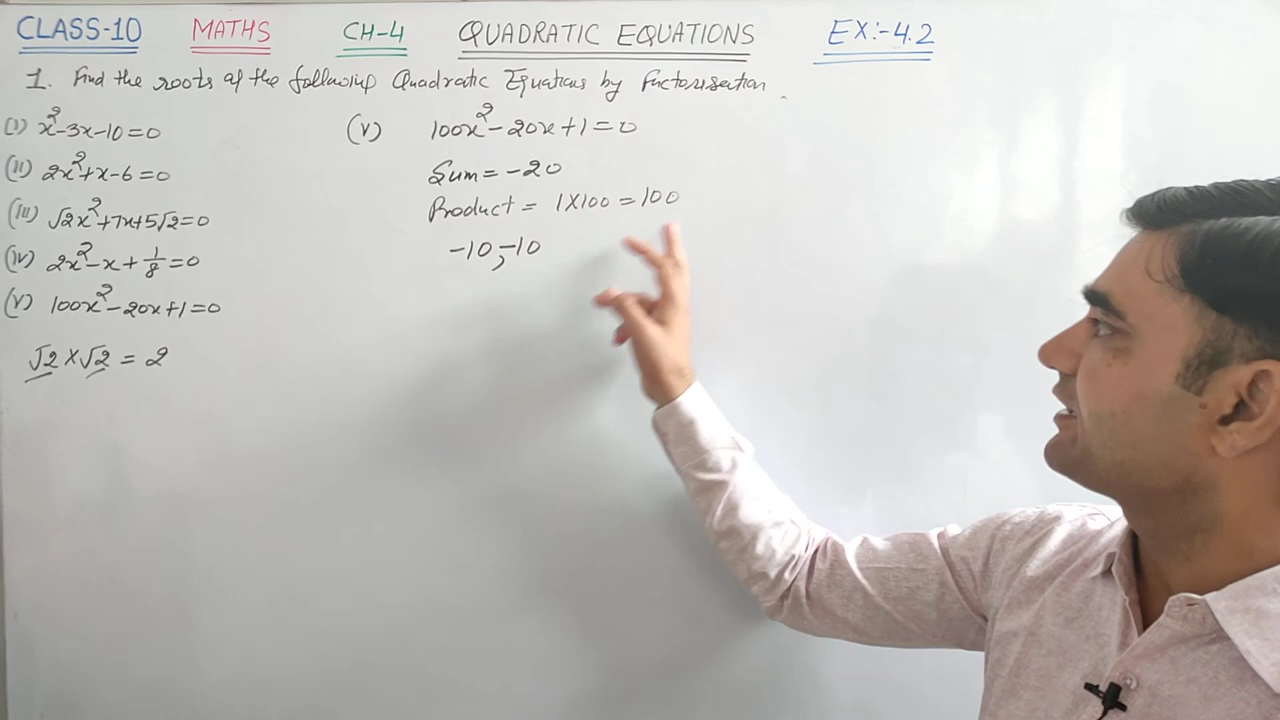 CLASS-10 MATHS CH-4 QUADRATIC EQUATIONS EX:-4.2
1. Find the roots of the following Quadratic Equations by Factorisation.
(i) x²-3x-10=0
(ii) 2x²+x-6=0
(iii) √2x²+7x+5√2=0
(iv) 2x²-x+1/8=0
(v) 100x²-20x+1=0
√2×√2=2
(v) 100x²-20x+1=0
Sum=-20
Product = 1×100=100
-10,-10